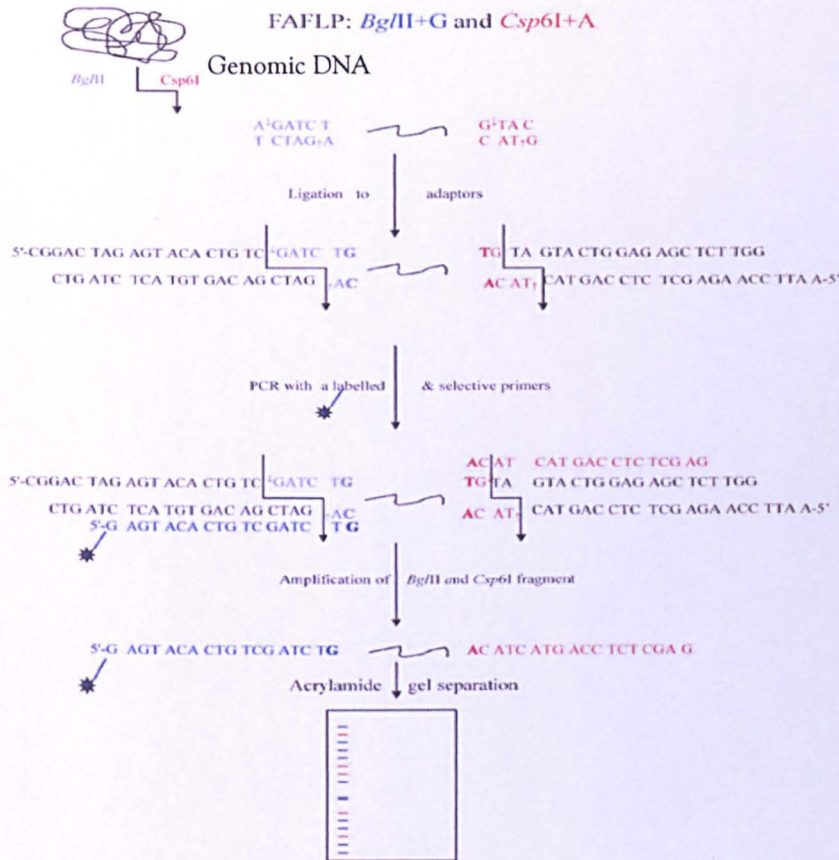 FAFLP: BglII+G and Csp6I+A
Genomic DNA
BglII Csp6I
A↓GATC T G↓TA C
T CTAG↑A C AT↑G
Ligation to adaptors
5'-CGGAC TAG AGT ACA CTG TC↓GATC TG TG TA GTA CTG GAG AGC TCT TGG
CTG ATC TCA TGT GAC AG CTAG↑AC AC AT↑ CAT GAC CTC TCG AGA ACC TTA A-5'
PCR with a labelled & selective primers
AC AT CAT GAC CTC TCG AG
5'-CGGAC TAG AGT ACA CTG TC↓GATC TG TG↓TA GTA CTG GAG AGC TCT TGG
CTG ATC TCA TGT GAC AG CTAG↑AC AC AT↑ CAT GAC CTC TCG AGA ACC TTA A-5'
5'-G AGT ACA CTG TCG ATC T G
Amplification of BglII and Csp6I fragment
5'-G AGT ACA CTG TCG ATC TG AC ATC ATG ACC TCT CGA G
Acrylamide gel separation